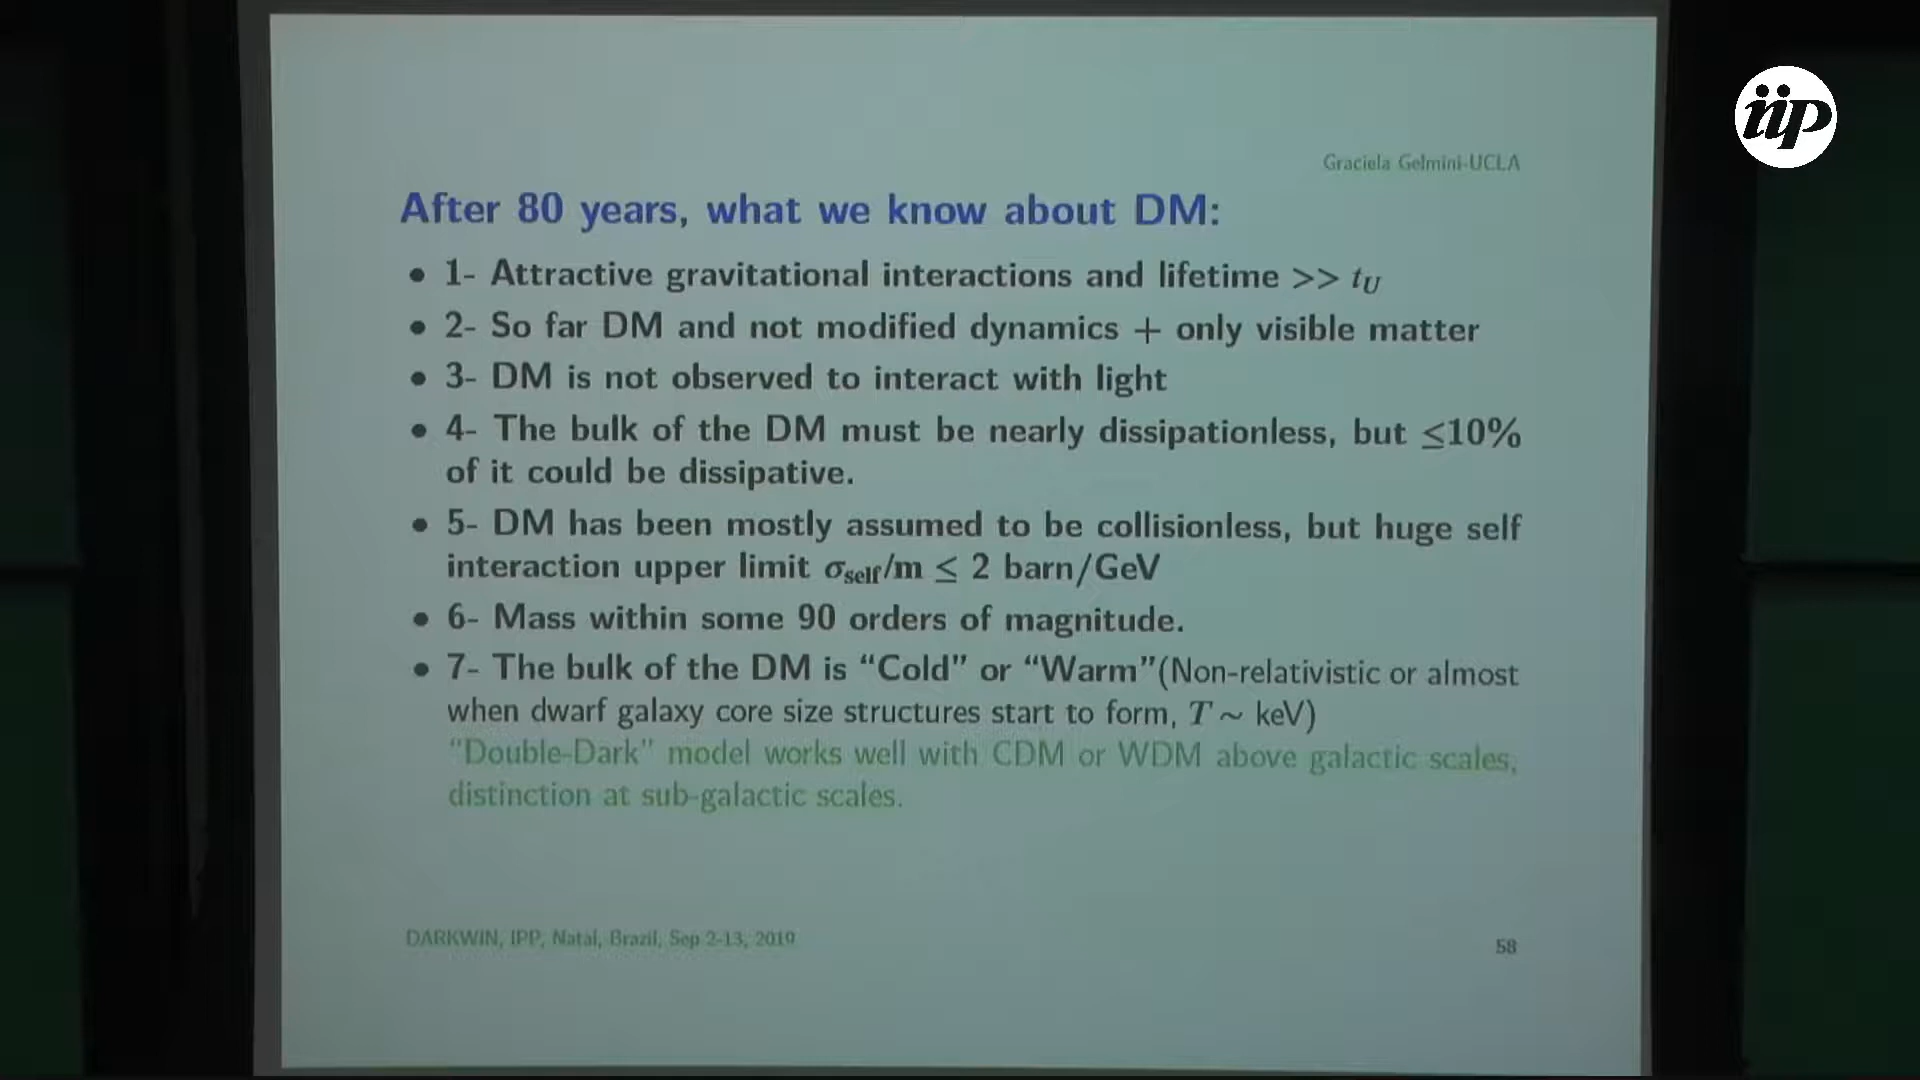 iip
Graciela Gelmini-UCLA
After 80 years, what we know about DM:
• 1- Attractive gravitational interactions and lifetime >> t_U
• 2- So far DM and not modified dynamics + only visible matter
• 3- DM is not observed to interact with light
• 4- The bulk of the DM must be nearly dissipationless, but ≤10%
of it could be dissipative.
• 5- DM has been mostly assumed to be collisionless, but huge self
interaction upper limit σ_self/m ≤ 2 barn/GeV
• 6- Mass within some 90 orders of magnitude.
• 7- The bulk of the DM is “Cold” or “Warm”(Non-relativistic or almost
when dwarf galaxy core size structures start to form, T ~ keV)
“Double-Dark” model works well with CDM or WDM above galactic scales,
distinction at sub-galactic scales.
DARKWIN, IPP, Natal, Brazil, Sep 2-13, 2019
58